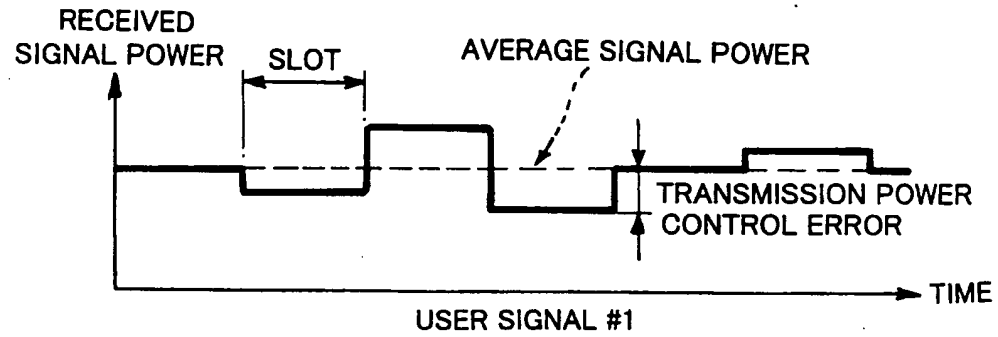 RECEIVED
SIGNAL POWER
SLOT
AVERAGE SIGNAL POWER
TRANSMISSION POWER
CONTROL ERROR
TIME
USER SIGNAL #1